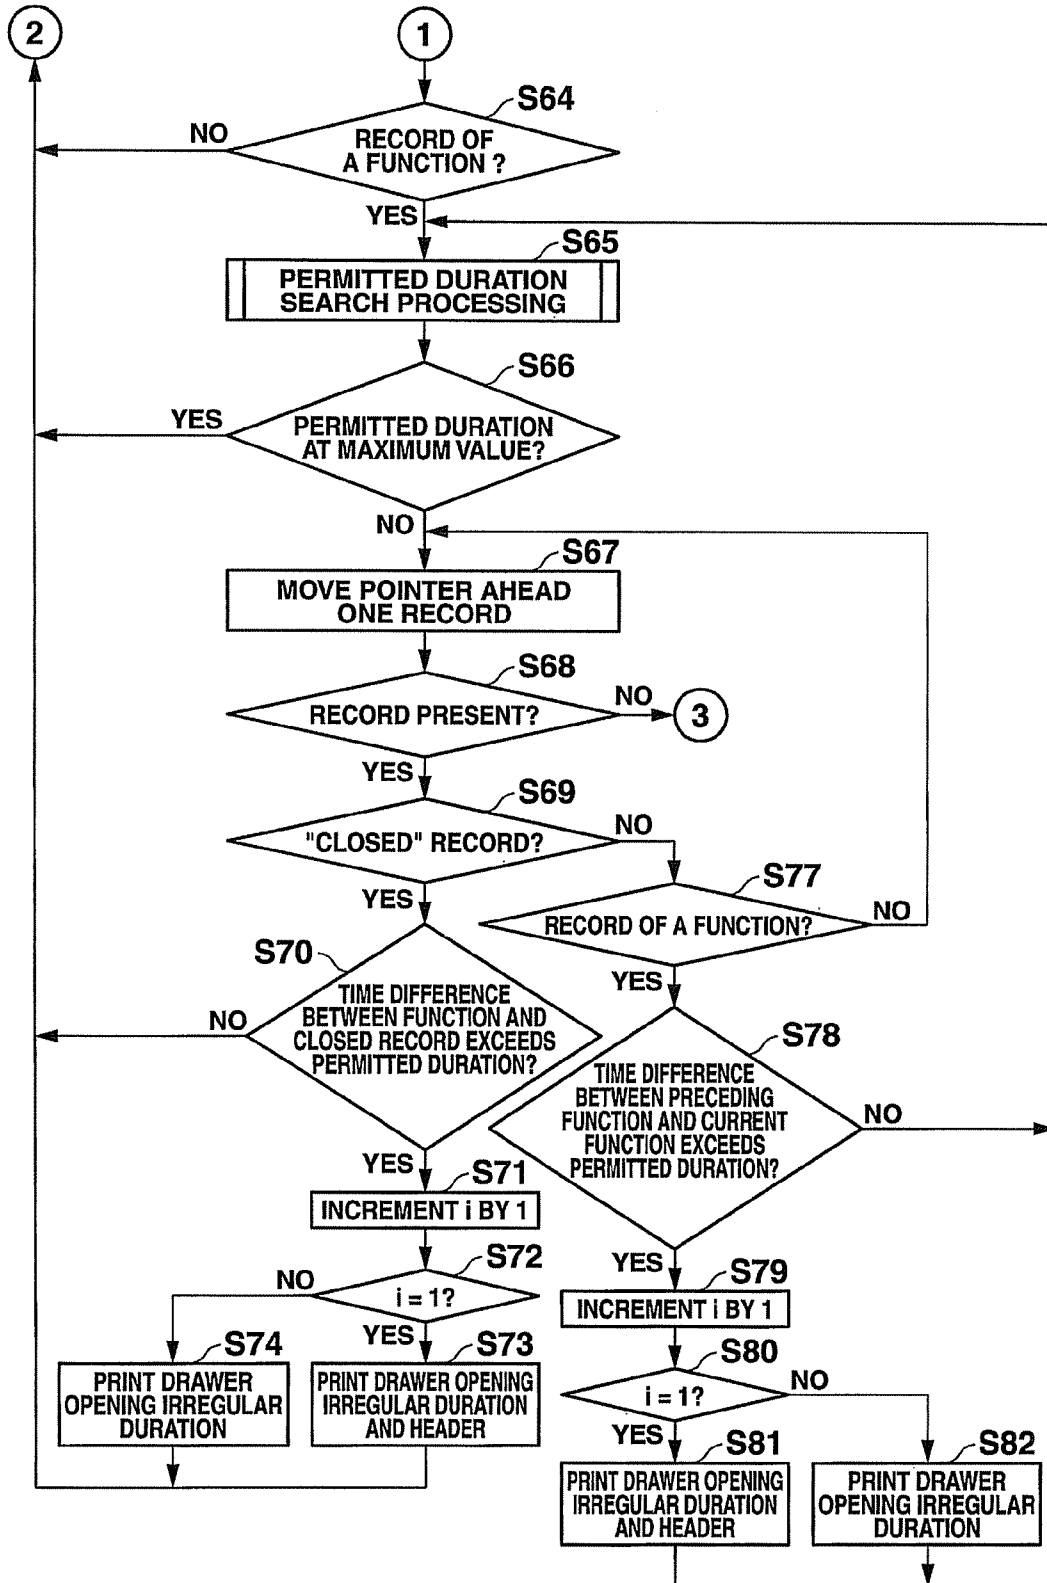 2
1
S64
NO
RECORD OF
A FUNCTION ?
YES
S65
PERMITTED DURATION
SEARCH PROCESSING
S66
YES
PERMITTED DURATION
AT MAXIMUM VALUE?
NO
S67
MOVE POINTER AHEAD
ONE RECORD
S68
RECORD PRESENT?
NO
3
YES
S69
"CLOSED" RECORD?
NO
YES
S77
RECORD OF A FUNCTION?
NO
YES
S70
TIME DIFFERENCE
BETWEEN FUNCTION AND
CLOSED RECORD EXCEEDS
PERMITTED DURATION?
NO
YES
S78
TIME DIFFERENCE
BETWEEN PRECEDING
FUNCTION AND CURRENT
FUNCTION EXCEEDS
PERMITTED DURATION?
NO
YES
S71
INCREMENT i BY 1
S72
i = 1?
NO
YES
S74
PRINT DRAWER
OPENING IRREGULAR
DURATION
S73
PRINT DRAWER OPENING
IRREGULAR DURATION
AND HEADER
S79
INCREMENT i BY 1
S80
i = 1?
NO
YES
S81
PRINT DRAWER OPENING
IRREGULAR DURATION
AND HEADER
S82
PRINT DRAWER
OPENING IRREGULAR
DURATION